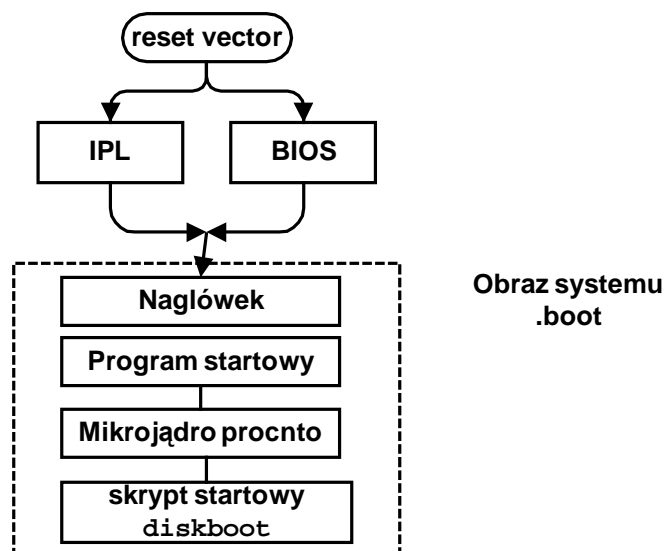 reset vector
IPL
BIOS
Naglówek
Obraz systemu
.boot
Program startowy
Mikrojądro procnto
skrypt startowy
diskboot